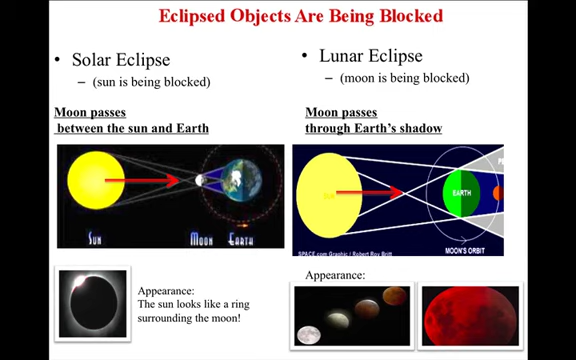 Eclipsed Objects Are Being Blocked
• Solar Eclipse
– (sun is being blocked)
Moon passes
between the sun and Earth
SUN
MOON
EARTH
Appearance:
The sun looks like a ring
surrounding the moon!
• Lunar Eclipse
– (moon is being blocked)
Moon passes
through Earth's shadow
SUN
EARTH
MOON'S ORBIT
SPACE.com Graphic / Robert Roy Britt
Appearance: